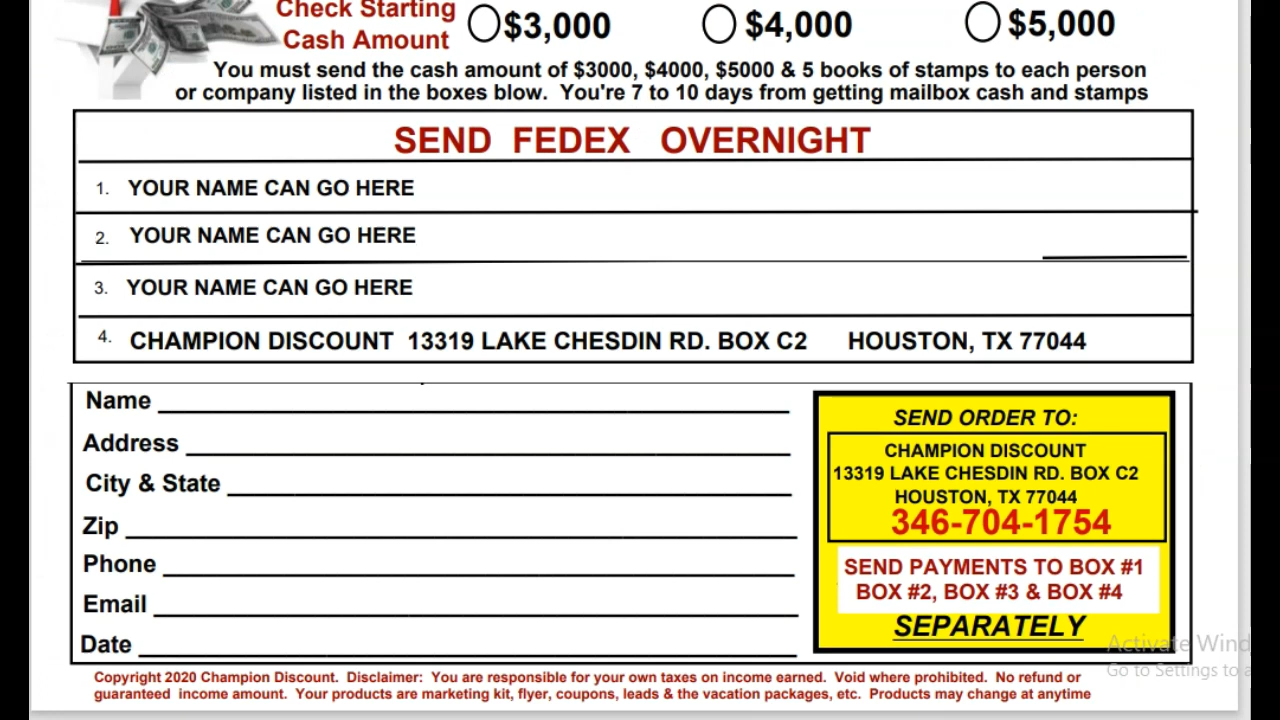 Check Starting
Cash Amount
$3,000 $4,000 $5,000
You must send the cash amount of $3000, $4000, $5000 & 5 books of stamps to each person
or company listed in the boxes blow. You're 7 to 10 days from getting mailbox cash and stamps
SEND FEDEX OVERNIGHT
1. YOUR NAME CAN GO HERE
2. YOUR NAME CAN GO HERE
3. YOUR NAME CAN GO HERE
4. CHAMPION DISCOUNT 13319 LAKE CHESDIN RD. BOX C2 HOUSTON, TX 77044
Name
Address
City & State
Zip
Phone
Email
Date
SEND ORDER TO:
CHAMPION DISCOUNT
13319 LAKE CHESDIN RD. BOX C2
HOUSTON, TX 77044
346-704-1754
SEND PAYMENTS TO BOX #1
BOX #2, BOX #3 & BOX #4
SEPARATELY
Activate Wind
Go to Settings to a
Copyright 2020 Champion Discount. Disclaimer: You are responsible for your own taxes on income earned. Void where prohibited. No refund or
guaranteed income amount. Your products are marketing kit, flyer, coupons, leads & the vacation packages, etc. Products may change at anytime